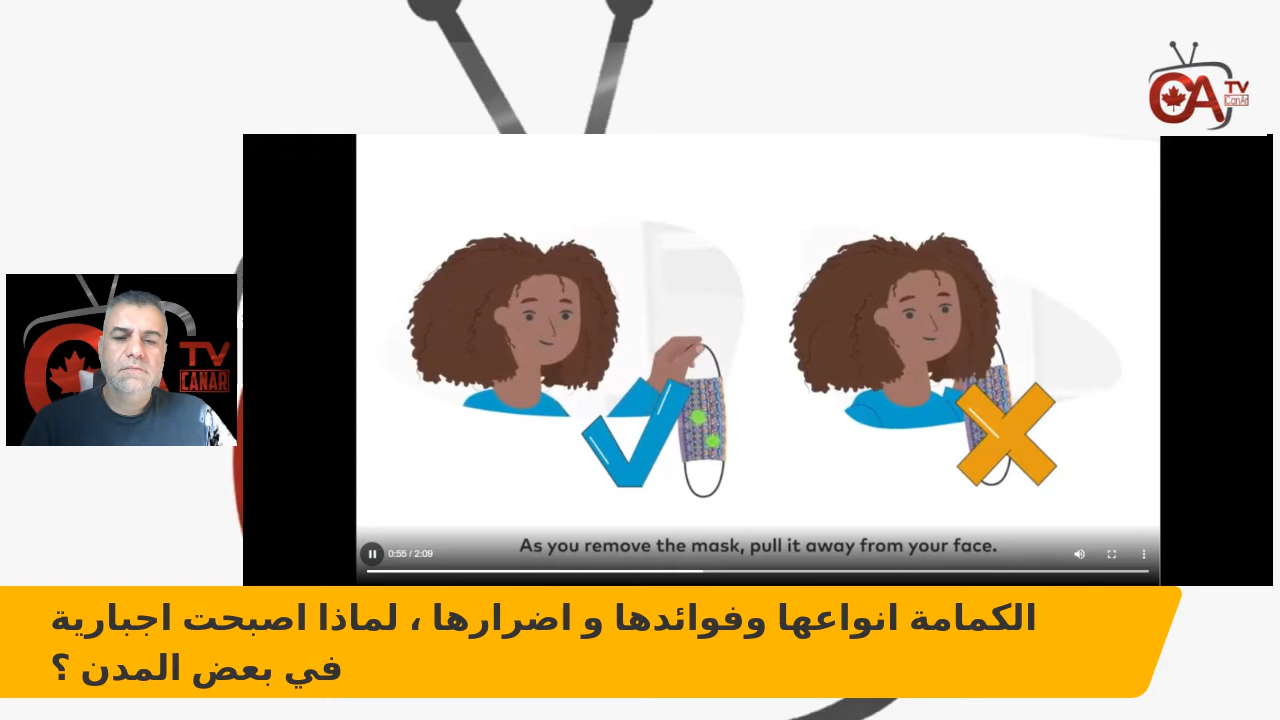 CA TV
CanAr
TV
CANAR
0:55 / 2:09
As you remove the mask, pull it away from your face.
الكمامة انواعها وفوائدها و اضرارها ، لماذا اصبحت اجبارية
في بعض المدن ؟